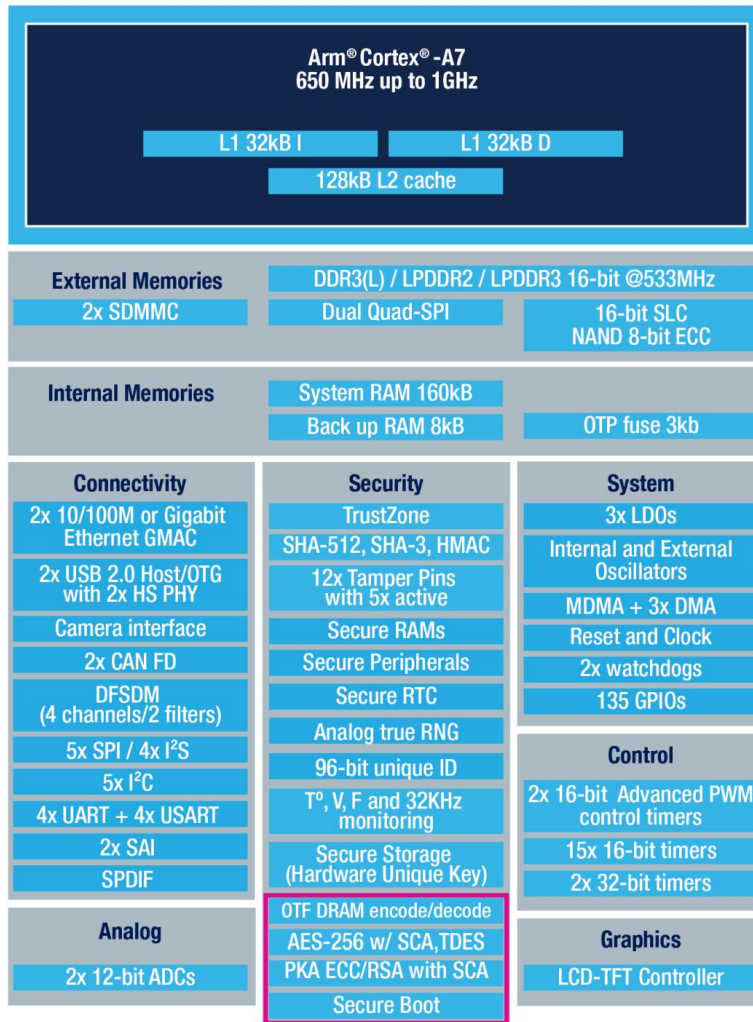 Arm® Cortex® -A7
650 MHz up to 1GHz
L1 32kB I
L1 32kB D
128kB L2 cache
External Memories
DDR3(L) / LPDDR2 / LPDDR3 16-bit @533MHz
2x SDMMC
Dual Quad-SPI
16-bit SLC
NAND 8-bit ECC
Internal Memories
System RAM 160kB
Back up RAM 8kB
OTP fuse 3kb
Connectivity
2x 10/100M or Gigabit
Ethernet GMAC
2x USB 2.0 Host/OTG
with 2x HS PHY
Camera interface
2x CAN FD
DFSDM
(4 channels/2 filters)
5x SPI / 4x I²S
5x I²C
4x UART + 4x USART
2x SAI
SPDIF
Analog
2x 12-bit ADCs
Security
TrustZone
SHA-512, SHA-3, HMAC
12x Tamper Pins
with 5x active
Secure RAMs
Secure Peripherals
Secure RTC
Analog true RNG
96-bit unique ID
Tº, V, F and 32KHz
monitoring
Secure Storage
(Hardware Unique Key)
OTF DRAM encode/decode
AES-256 w/ SCA,TDES
PKA ECC/RSA with SCA
Secure Boot
System
3x LDOs
Internal and External
Oscillators
MDMA + 3x DMA
Reset and Clock
2x watchdogs
135 GPIOs
Control
2x 16-bit Advanced PWM
control timers
15x 16-bit timers
2x 32-bit timers
Graphics
LCD-TFT Controller